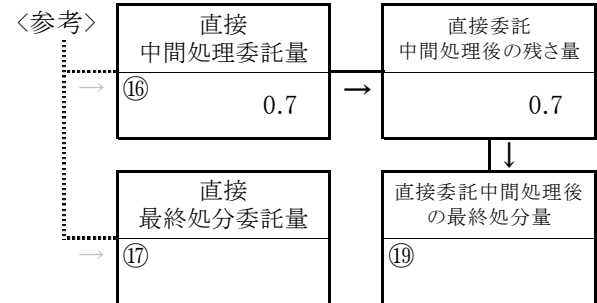 〈参考〉
直接
中間処理委託量
⑯
0.7
→
→
直接委託
中間処理後の残さ量
0.7
↓
直接
最終処分委託量
→
⑰
直接委託中間処理後
の最終処分量
⑲